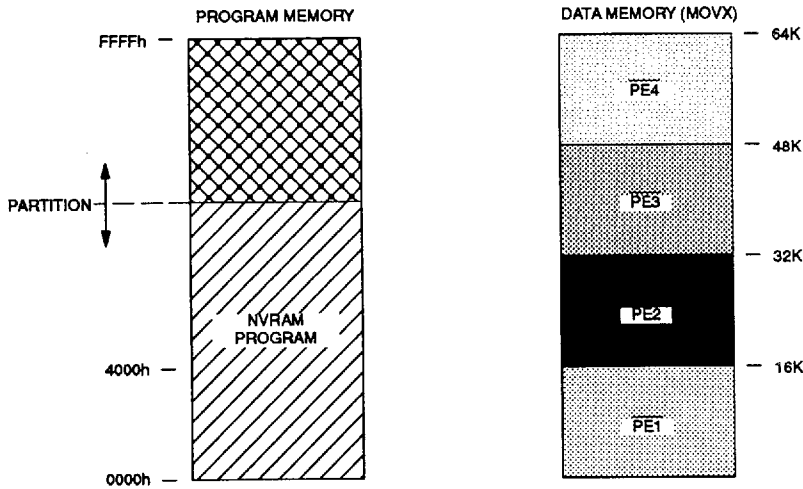 PROGRAM MEMORY
FFFFh
PARTITION
NVRAM
PROGRAM
4000h
0000h
DATA MEMORY (MOVX)
64K
PE4
48K
PE3
32K
PE2
16K
PE1